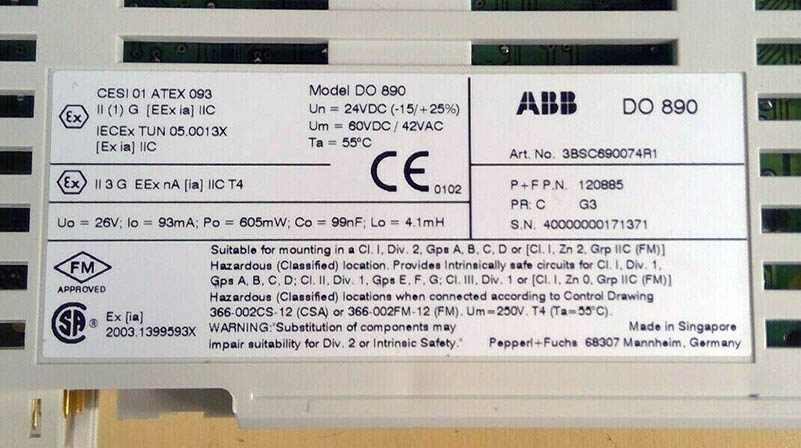 CESI 01 ATEX 093
II (1) G [EEx ia] IIC
IECEx TUN 05.0013X
[Ex ia] IIC
Model DO 890
Un = 24VDC (-15/+25%)
Um = 60VDC / 42VAC
Ta = 55°C
CE 0102
Ex
Ex
II 3 G EEx nA [ia] IIC T4
Uo = 26V; Io = 93mA; Po = 605mW; Co = 99nF; Lo = 4.1mH
ABB DO 890
Art. No. 3BSC690074R1
P+F P.N. 120885
PR: C G3
S.N. 40000000171371
FM
APPROVED
SA ®
Ex [ia]
2003.1399593X
Suitable for mounting in a Cl. I, Div. 2, Gps A, B, C, D or [Cl. I, Zn 2, Grp IIC (FM)]
Hazardous (Classified) location. Provides Intrinsically safe circuits for Cl. I, Div. 1,
Gps A, B, C, D; Cl. II, Div. 1, Gps E, F, G; Cl. III, Div. 1 or [Cl. I, Zn 0, Grp IIC (FM)]
Hazardous (Classified) locations when connected according to Control Drawing
366-002CS-12 (CSA) or 366-002FM-12 (FM). Um=250V. T4 (Ta=55°C).
WARNING:"Substitution of components may
impair suitability for Div. 2 or Intrinsic Safety."
Made in Singapore
Pepperl+Fuchs 68307 Mannheim, Germany